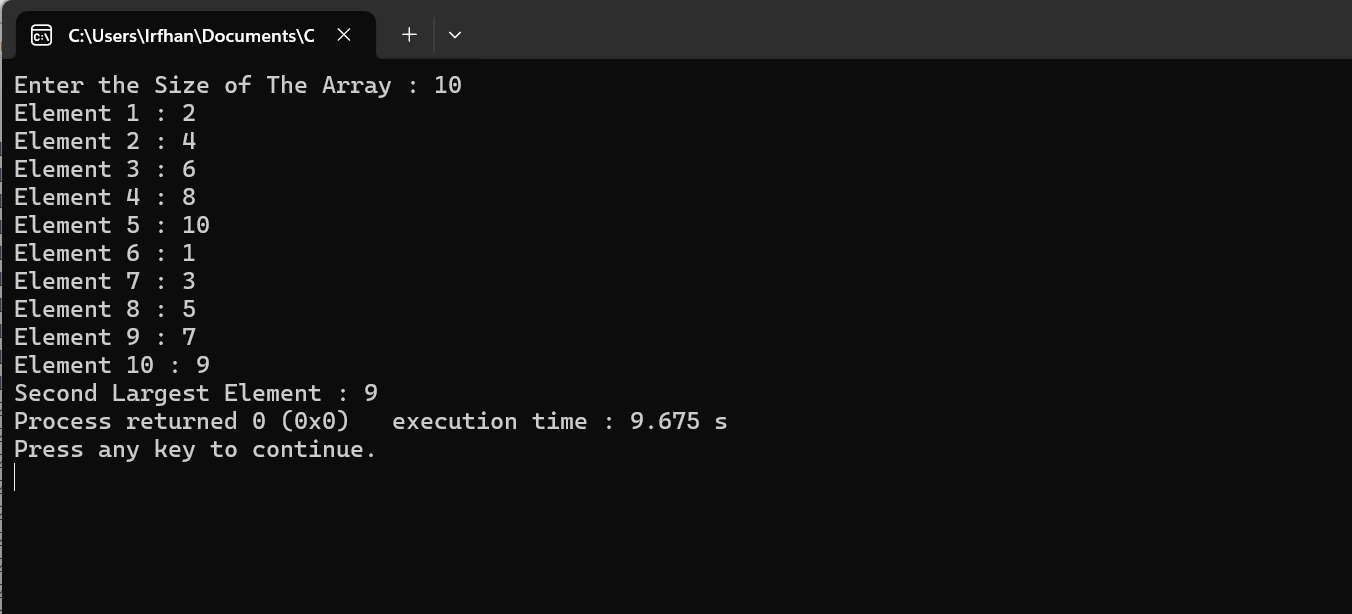 C:\Users\Irfhan\Documents\C
Enter the Size of The Array : 10
Element 1 : 2
Element 2 : 4
Element 3 : 6
Element 4 : 8
Element 5 : 10
Element 6 : 1
Element 7 : 3
Element 8 : 5
Element 9 : 7
Element 10 : 9
Second Largest Element : 9
Process returned 0 (0x0)   execution time : 9.675 s
Press any key to continue.